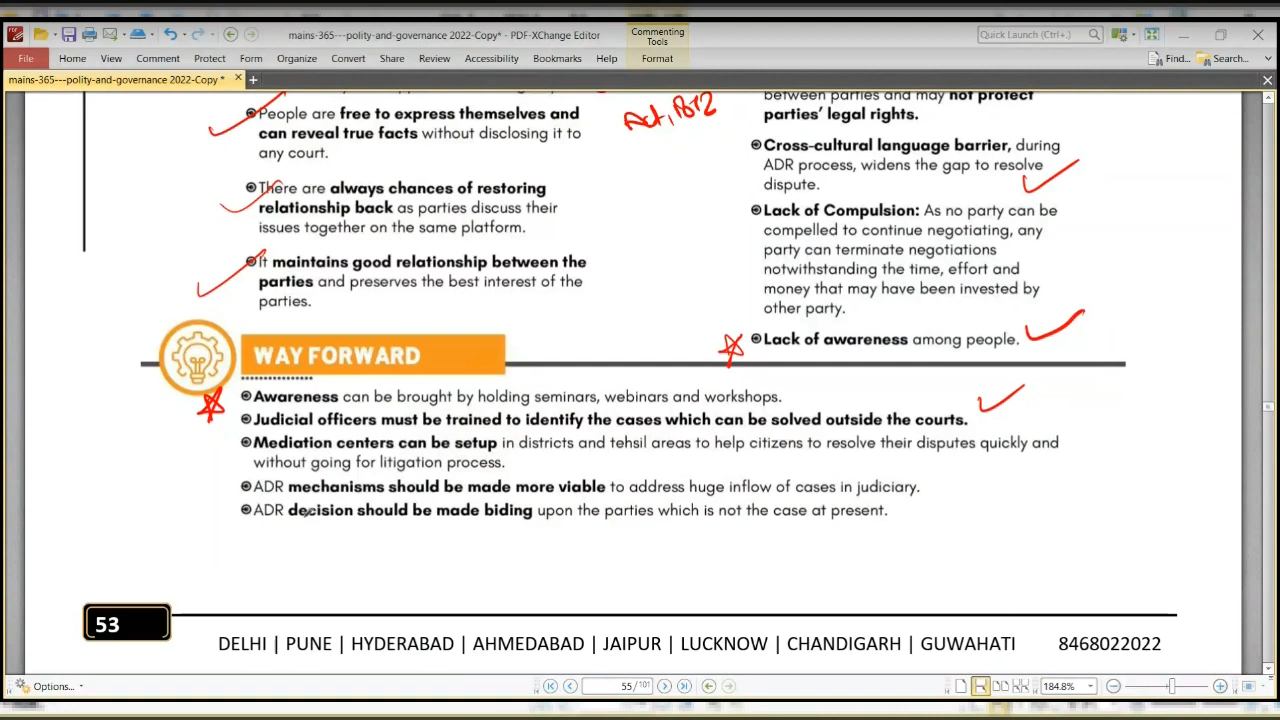 mains-365---polity-and-governance 2022-Copy* - PDF-XChange Editor
Commenting Tools
Quick Launch (Ctrl+.)
File Home View Comment Protect Form Organize Convert Share Review Accessibility Bookmarks Help Format Find... Search...
mains-365---polity-and-governance 2022-Copy *
People are free to express themselves and
can reveal true facts without disclosing it to
any court.
There are always chances of restoring
relationship back as parties discuss their
issues together on the same platform.
It maintains good relationship between the
parties and preserves the best interest of the
parties.
Act,
between parties and may not protect
parties' legal rights.
Cross-cultural language barrier, during
ADR process, widens the gap to resolve
dispute.
Lack of Compulsion: As no party can be
compelled to continue negotiating, any
party can terminate negotiations
notwithstanding the time, effort and
money that may have been invested by
other party.
Lack of awareness among people.
WAY FORWARD
Awareness can be brought by holding seminars, webinars and workshops.
Judicial officers must be trained to identify the cases which can be solved outside the courts.
Mediation centers can be setup in districts and tehsil areas to help citizens to resolve their disputes quickly and
without going for litigation process.
ADR mechanisms should be made more viable to address huge inflow of cases in judiciary.
ADR decision should be made biding upon the parties which is not the case at present.
53
DELHI | PUNE | HYDERABAD | AHMEDABAD | JAIPUR | LUCKNOW | CHANDIGARH | GUWAHATI 8468022022
Options... 55/101 184.8%